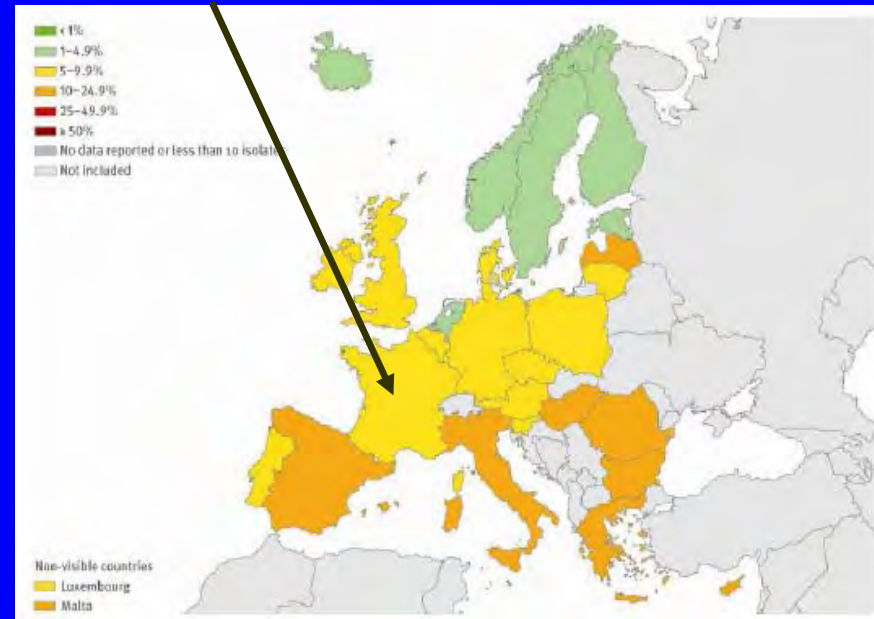 < 1%
1–4.9%
5–9.9%
10–24.9%
25–49.9%
≥ 50%
No data reported or less than 10 isolates
Not included
Non-visible countries
Luxembourg
Malta